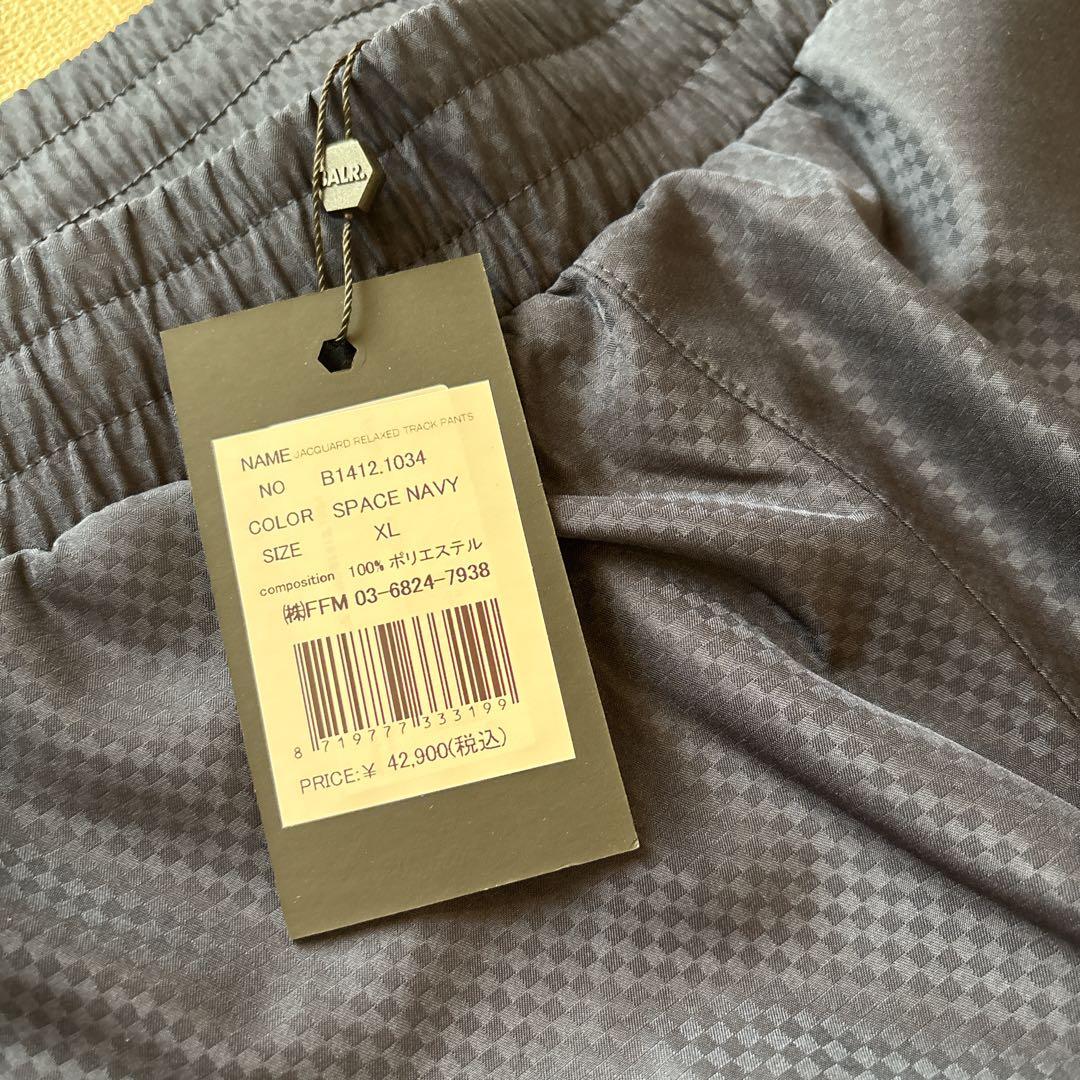 BALR.
NAME JACQUARD RELAXED TRACK PANTS
NO B1412.1034
COLOR SPACE NAVY
SIZE XL
composition 100% ポリエステル
㈱FFM 03-6824-7938
8 719777 333199
PRICE:¥ 42,900(税込)